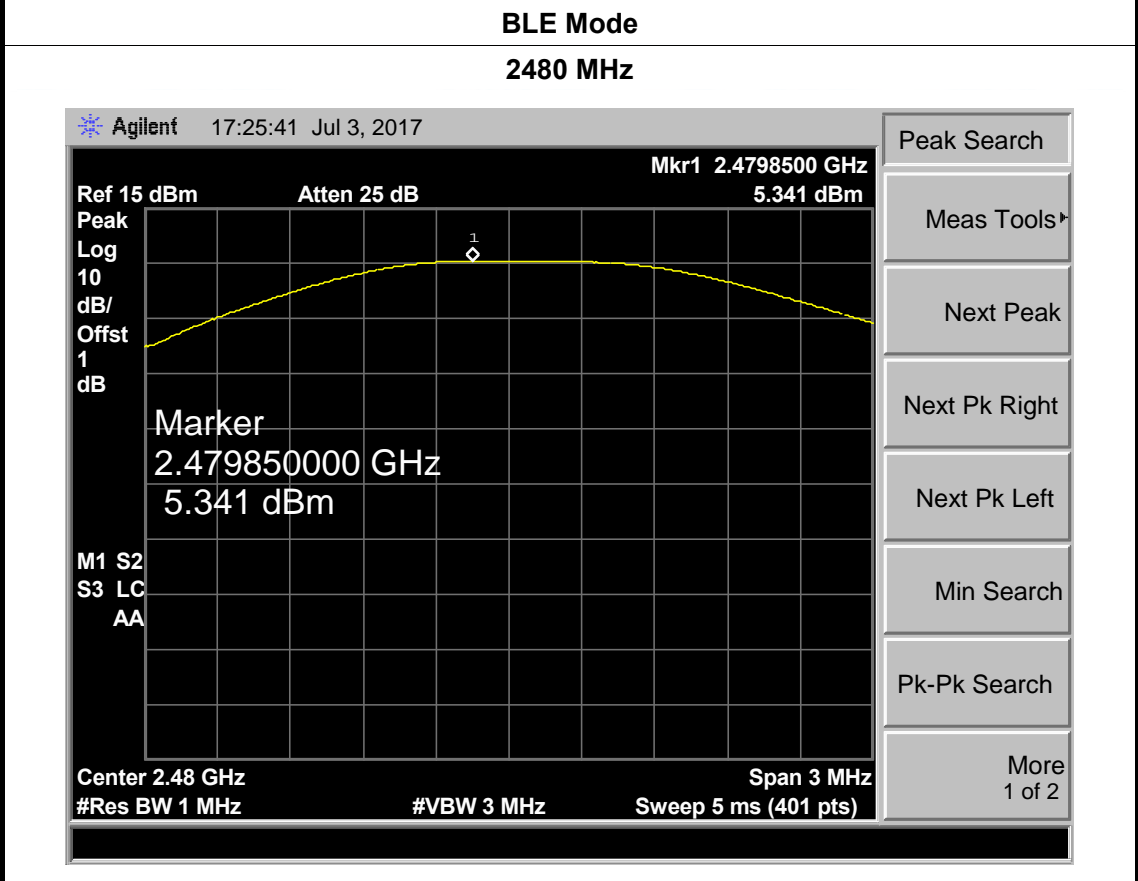 BLE Mode
2480 MHz
Agilent 17:25:41 Jul 3, 2017
Peak Search
Mkr1 2.4798500 GHz
Ref 15 dBm Atten 25 dB 5.341 dBm
Peak
Log
10
dB/
Offst
1
dB
1
Marker
2.479850000 GHz
5.341 dBm
M1 S2
S3 LC
AA
Center 2.48 GHz Span 3 MHz
#Res BW 1 MHz #VBW 3 MHz Sweep 5 ms (401 pts)
Meas Tools
Next Peak
Next Pk Right
Next Pk Left
Min Search
Pk-Pk Search
More
1 of 2